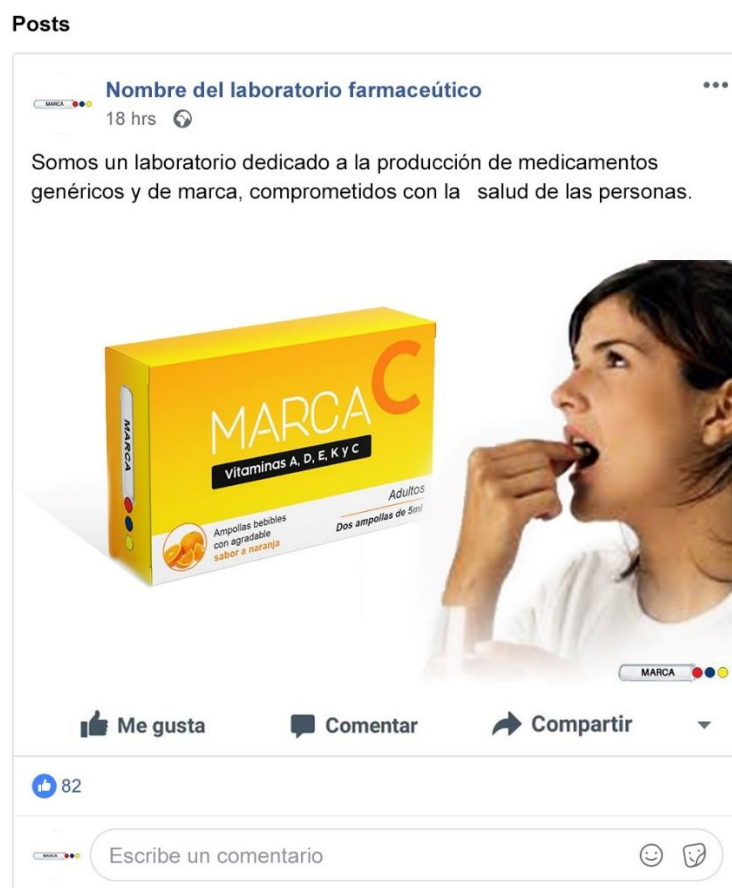 Posts
MARCA
Nombre del laboratorio farmaceútico
18 hrs
Somos un laboratorio dedicado a la producción de medicamentos
genéricos y de marca, comprometidos con la salud de las personas.
MARCA C
Vitaminas A, D, E, K y C
MARCA
Adultos
Dos ampollas de 5ml
Ampollas bebibles
con agradable
sabor a naranja
MARCA
Me gusta
Comentar
Compartir
82
MARCA
Escribe un comentario